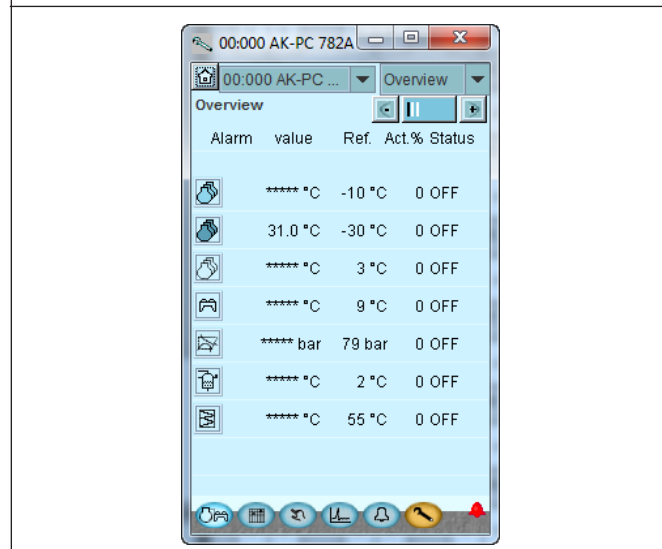 00:000 AK-PC 782A
00:000 AK-PC ... Overview
Overview
Alarm value Ref. Act.% Status
***** °C -10 °C 0 OFF
31.0 °C -30 °C 0 OFF
***** °C 3 °C 0 OFF
***** °C 9 °C 0 OFF
***** bar 79 bar 0 OFF
***** °C 2 °C 0 OFF
***** °C 55 °C 0 OFF